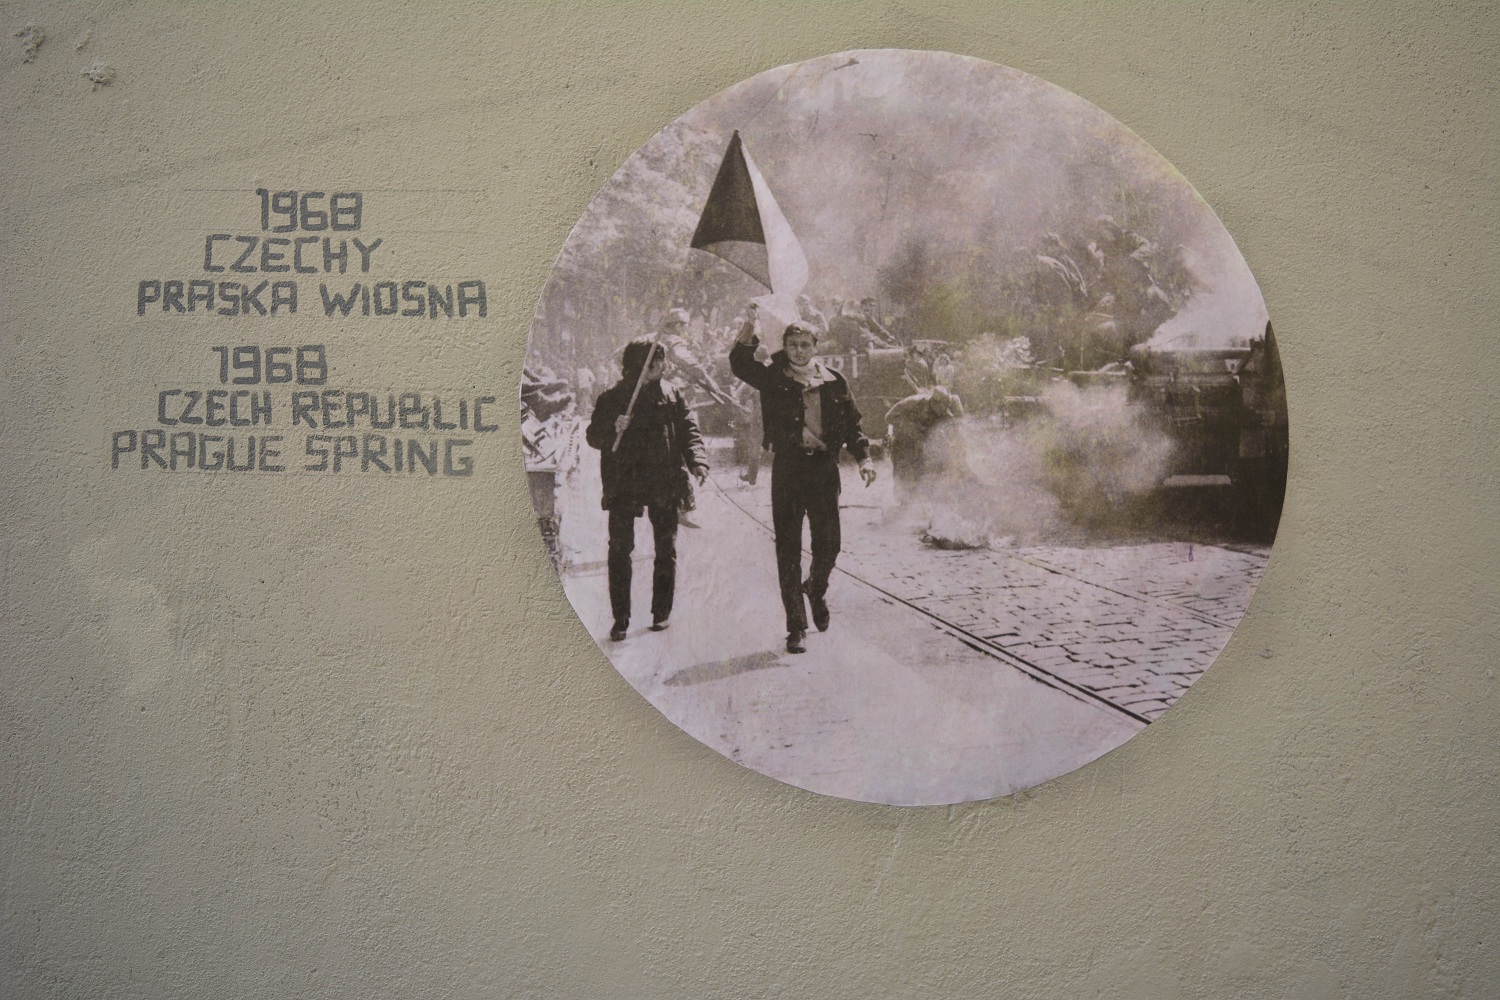 1968
CZECHY
PRASKA WIOSNA
1968
CZECH REPUBLIC
PRAGUE SPRING